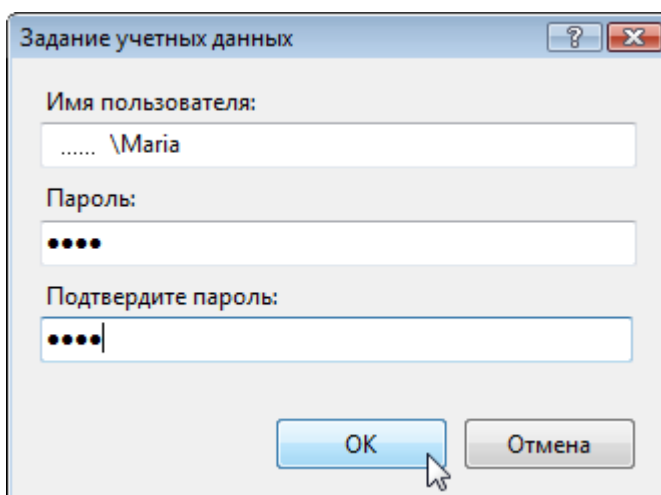 Задание учетных данных
Имя пользователя:
...... \Maria
Пароль:
••••
Подтвердите пароль:
••••
OK Отмена